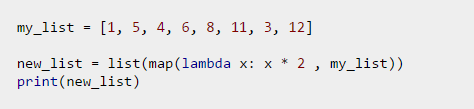 my_list = [1, 5, 4, 6, 8, 11, 3, 12]
new_list = list(map(lambda x: x * 2 , my_list))
print(new_list)